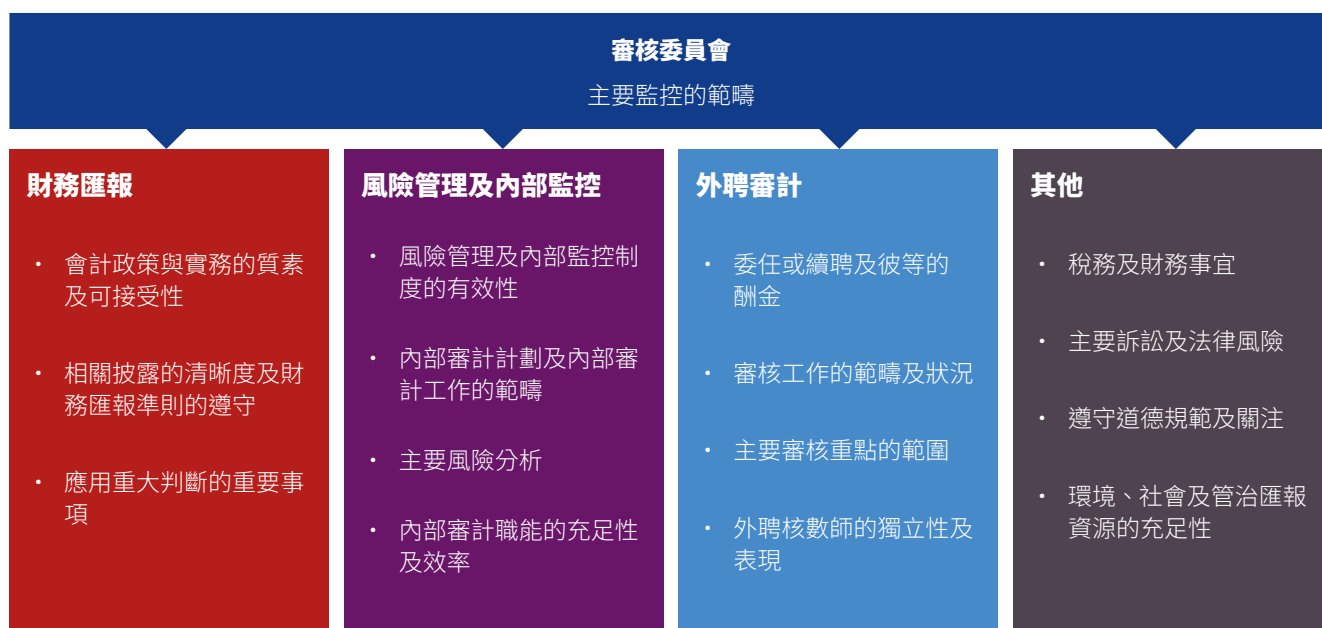 審核委員會
主要監控的範疇
財務匯報
• 會計政策與實務的質素
及可接受性
• 相關披露的清晰度及財
務匯報準則的遵守
• 應用重大判斷的重要事
項
風險管理及內部監控
• 風險管理及內部監控制
度的有效性
• 內部審計計劃及內部審
計工作的範疇
• 主要風險分析
• 內部審計職能的充足性
及效率
外聘審計
• 委任或續聘及彼等的
酬金
• 審核工作的範疇及狀況
• 主要審核重點的範圍
• 外聘核數師的獨立性及
表現
其他
• 稅務及財務事宜
• 主要訴訟及法律風險
• 遵守道德規範及關注
• 環境、社會及管治匯報
資源的充足性